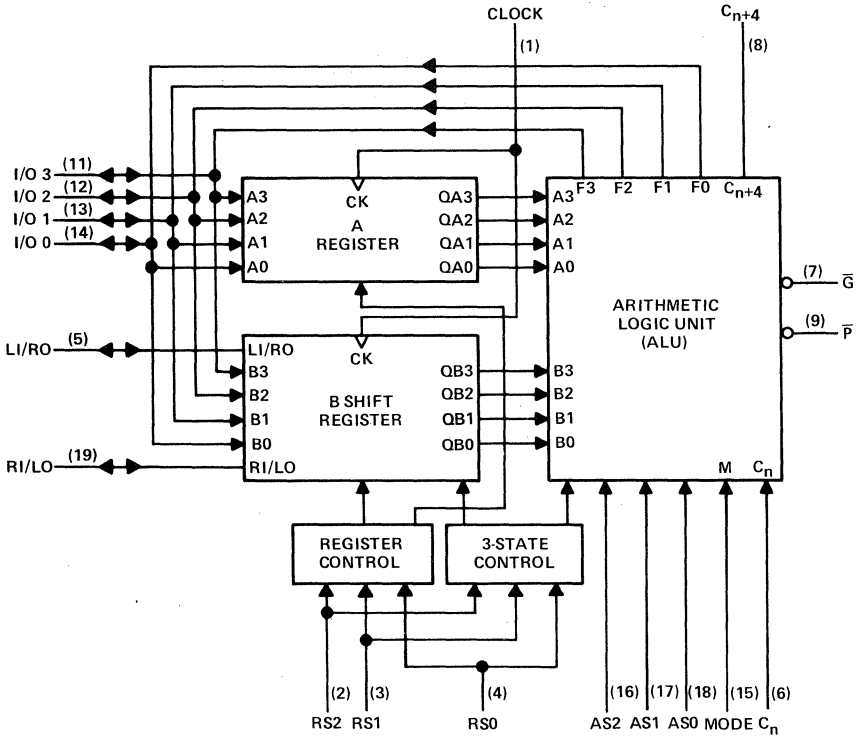 CLOCK
(1)
Cn+4
(8)
I/O 3 (11)
I/O 2 (12)
I/O 1 (13)
I/O 0 (14)
A3
A2
A1
A0
CK
A
REGISTER
QA3
QA2
QA1
QA0
F3 F2 F1 F0 Cn+4
A3
A2
A1
A0
ARITHMETIC
LOGIC UNIT
(ALU)
(7) G̅
(9) P̅
LI/RO (5)
LI/RO
B3
B2
B1
B0
RI/LO
CK
B SHIFT
REGISTER
QB3
QB2
QB1
QB0
B3
B2
B1
B0
M Cn
RI/LO (19)
REGISTER
CONTROL
3-STATE
CONTROL
(2) (3) (4) (16) (17) (18) (15) (6)
RS2 RS1 RS0 AS2 AS1 AS0 MODE Cn